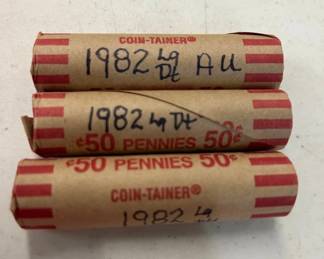 COIN-TAINER®
1982 Lg Dt AU
1982 Lg Dt
¢50 PENNIES 50¢
¢50 PENNIES 50¢
COIN-TAINER®
1982 Lg